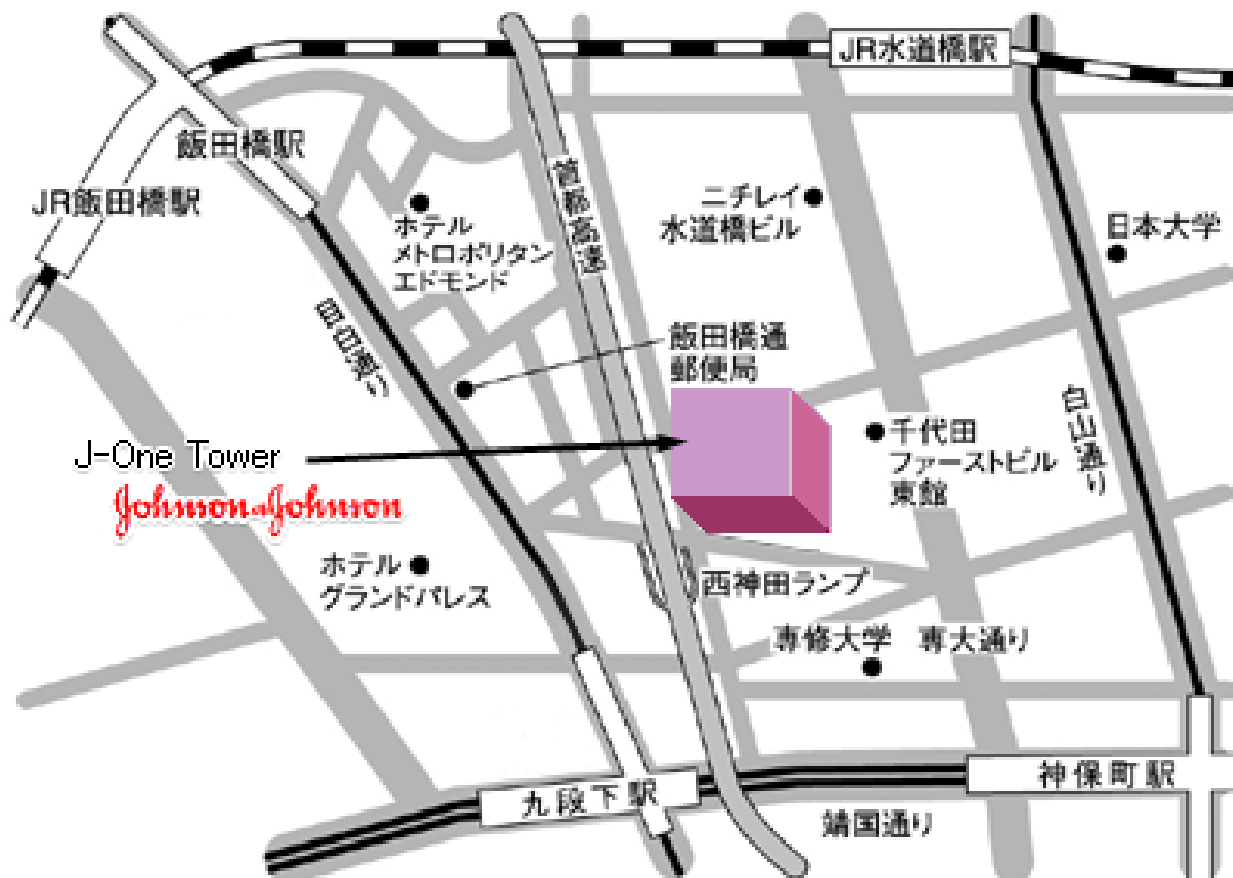 JR水道橋駅
飯田橋駅
JR飯田橋駅
ホテル
メトロポリタン
エドモンド
首都高速
ニチレイ
水道橋ビル
日本大学
目白通り
飯田橋通
郵便局
白山通り
千代田
ファーストビル
東館
J-One Tower
Johnson&Johnson
ホテル
グランドパレス
西神田ランプ
専修大学 専大通り
九段下駅
神保町駅
靖国通り